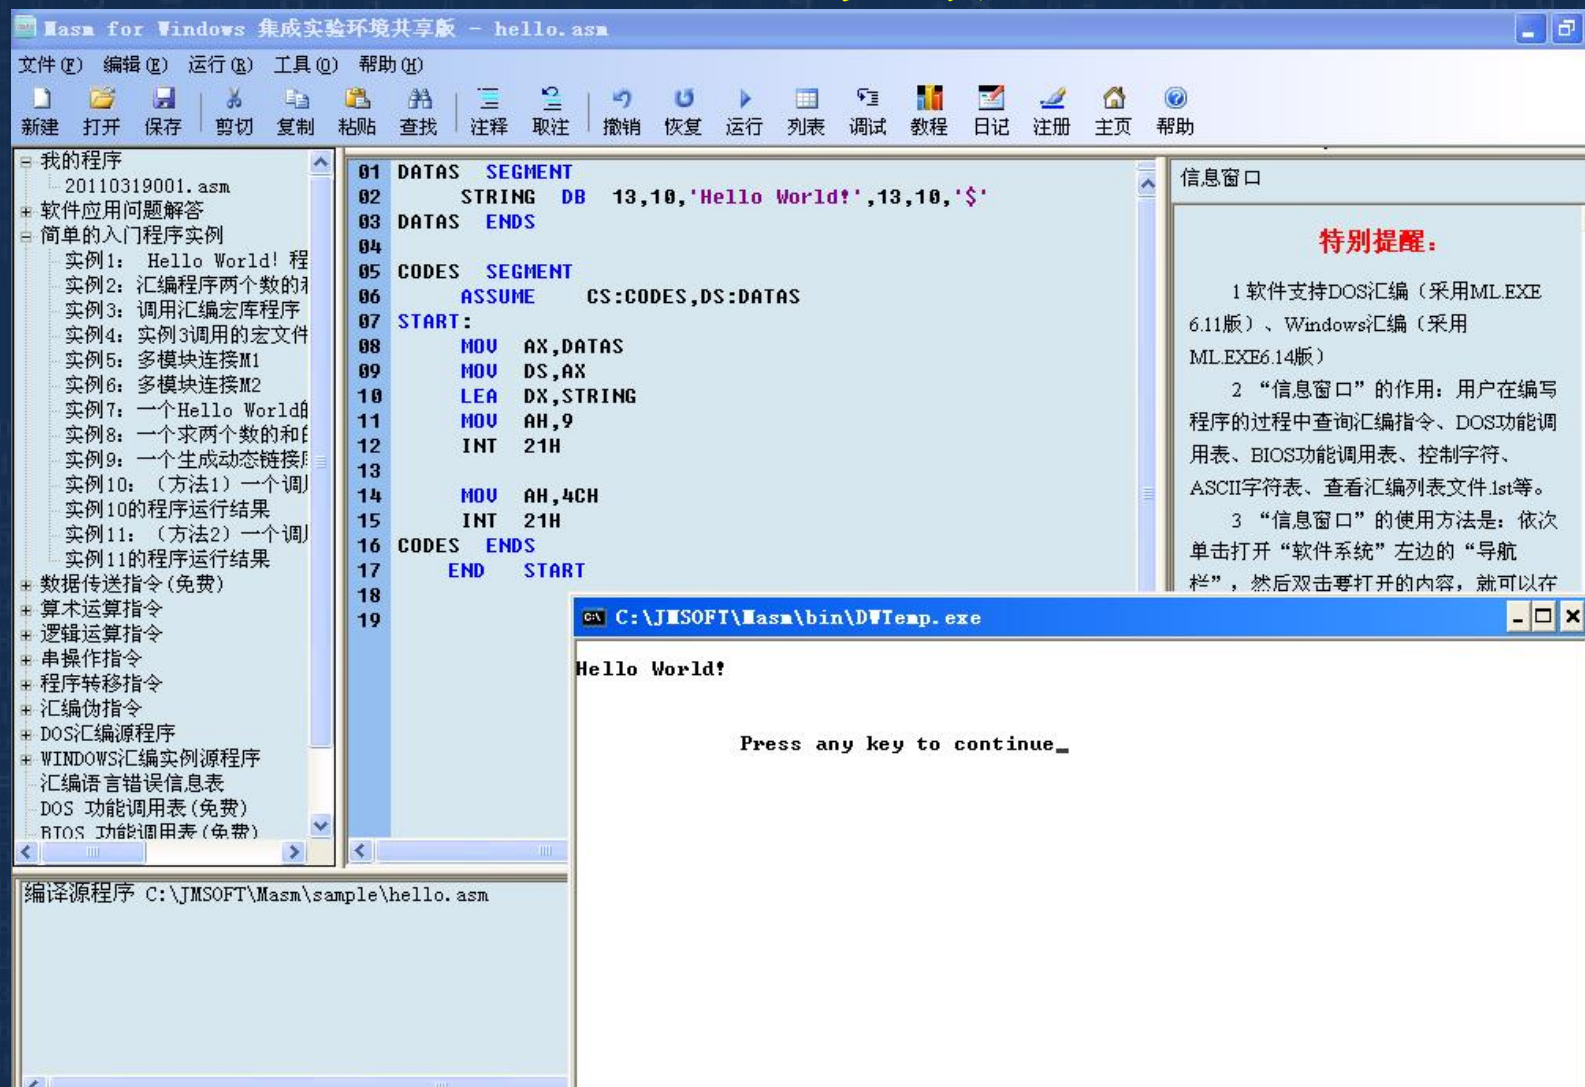 Masm for Windows 集成实验环境共享版 - hello.asm
文件(F) 编辑(E) 运行(R) 工具(O) 帮助(H)
新建 打开 保存 剪切 复制 粘贴 查找 注释 取注 撤销 恢复 运行 列表 调试 教程 日记 注册 主页 帮助
我的程序
20110319001.asm
软件应用问题解答
简单的入门程序实例
实例1: Hello World! 程
实例2: 汇编程序两个数的
实例3: 调用汇编宏库程序
实例4: 实例3调用的宏文件
实例5: 多模块连接M1
实例6: 多模块连接M2
实例7: 一个Hello World的
实例8: 一个求两个数的和的
实例9: 一个生成动态链接库
实例10: (方法1) 一个调
实例10的程序运行结果
实例11: (方法2) 一个调
实例11的程序运行结果
数据传送指令(免费)
算术运算指令
逻辑运算指令
串操作指令
程序转移指令
汇编伪指令
DOS汇编源程序
WINDOWS汇编实例源程序
汇编语言错误信息表
DOS 功能调用表(免费)
BIOS 功能调用表(免费)
01 DATAS SEGMENT
02 STRING DB 13,10,'Hello World!',13,10,'$'
03 DATAS ENDS
04
05 CODES SEGMENT
06 ASSUME CS:CODES,DS:DATAS
07 START:
08 MOV AX,DATAS
09 MOV DS,AX
10 LEA DX,STRING
11 MOV AH,9
12 INT 21H
13
14 MOV AH,4CH
15 INT 21H
16 CODES ENDS
17 END START
18
19
信息窗口
特别提醒：
1 软件支持DOS汇编（采用ML.EXE
6.11版）、Windows汇编（采用
ML.EXE6.14版）
2 “信息窗口”的作用：用户在编写
程序的过程中查询汇编指令、DOS功能调
用表、BIOS功能调用表、控制字符、
ASCII字符表、查看汇编列表文件.lst等。
3 “信息窗口”的使用方法是：依次
单击打开“软件系统”左边的“导航
栏”，然后双击要打开的内容，就可以在
C:\JMSOFT\Masm\bin\DWTemp.exe
Hello World!
Press any key to continue_
编译源程序 C:\JMSOFT\Masm\sample\hello.asm